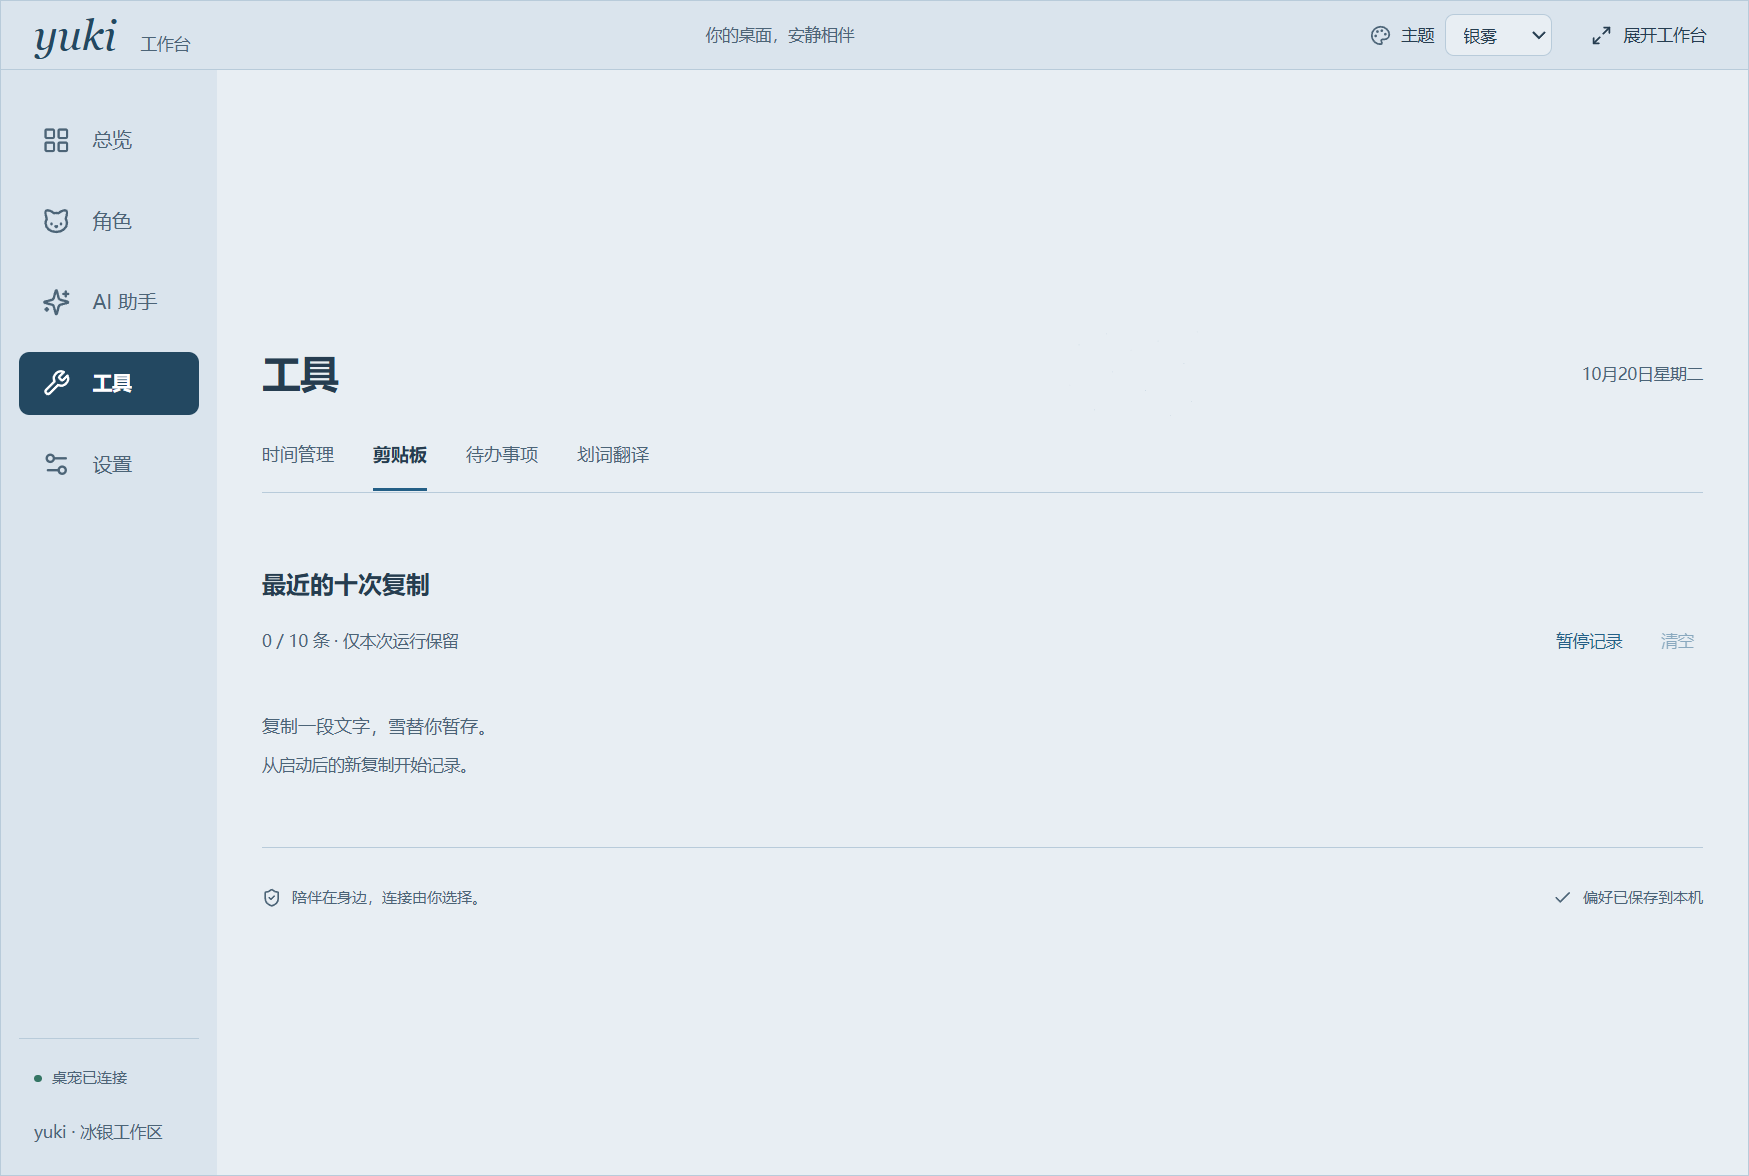 yuki 工作台
你的桌面，安静相伴
主题
银雾
展开工作台
总览
角色
AI 助手
工具
设置
桌宠已连接
yuki · 冰银工作区
工具
10月20日星期二
时间管理
剪贴板
待办事项
划词翻译
最近的十次复制
0 / 10 条 · 仅本次运行保留
暂停记录
清空
复制一段文字，雪替你暂存。
从启动后的新复制开始记录。
陪伴在身边，连接由你选择。
偏好已保存到本机